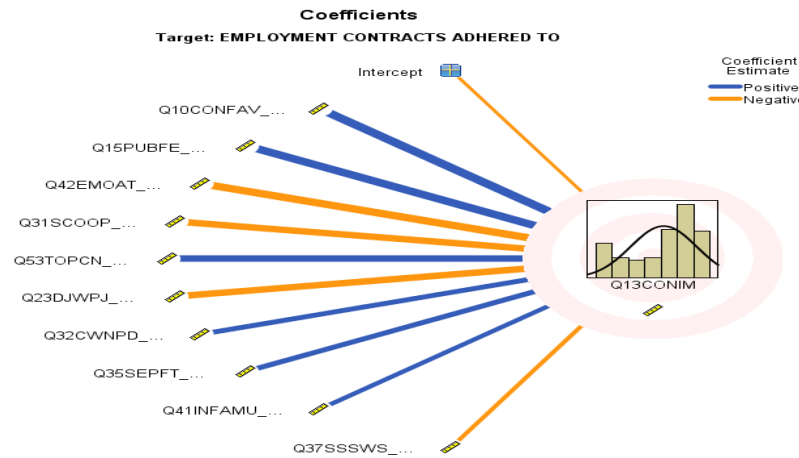 Coefficients
Target: EMPLOYMENT CONTRACTS ADHERED TO
Coefficient
Estimate
Positive
Negative
Intercept
Q10CONFAV_...
Q15PUBFE_...
Q42EMOAT_...
Q31SCOOP_...
Q53TOPCN_...
Q23DJWPJ_...
Q32CWNPD_...
Q35SEPFT_...
Q41INFAMU_...
Q37SSSWS_...
Q13CONIM